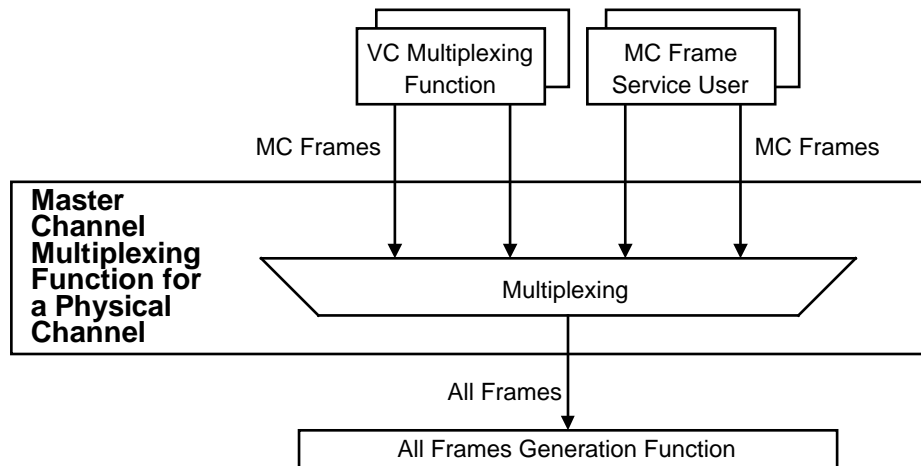 VC Multiplexing
Function
MC Frame
Service User
MC Frames
MC Frames
Master
Channel
Multiplexing
Function for
a Physical
Channel
Multiplexing
All Frames
All Frames Generation Function